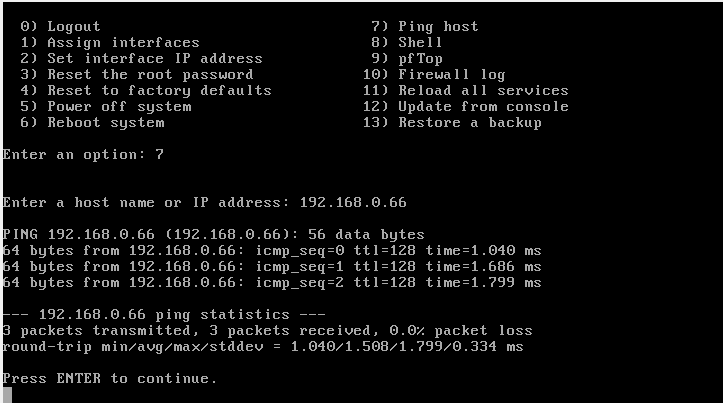 0) Logout                              7) Ping host
1) Assign interfaces                   8) Shell
2) Set interface IP address            9) pfTop
3) Reset the root password            10) Firewall log
4) Reset to factory defaults          11) Reload all services
5) Power off system                   12) Update from console
6) Reboot system                      13) Restore a backup
Enter an option: 7
Enter a host name or IP address: 192.168.0.66
PING 192.168.0.66 (192.168.0.66): 56 data bytes
64 bytes from 192.168.0.66: icmp_seq=0 ttl=128 time=1.040 ms
64 bytes from 192.168.0.66: icmp_seq=1 ttl=128 time=1.686 ms
64 bytes from 192.168.0.66: icmp_seq=2 ttl=128 time=1.799 ms
--- 192.168.0.66 ping statistics ---
3 packets transmitted, 3 packets received, 0.0% packet loss
round-trip min/avg/max/stddev = 1.040/1.508/1.799/0.334 ms
Press ENTER to continue.